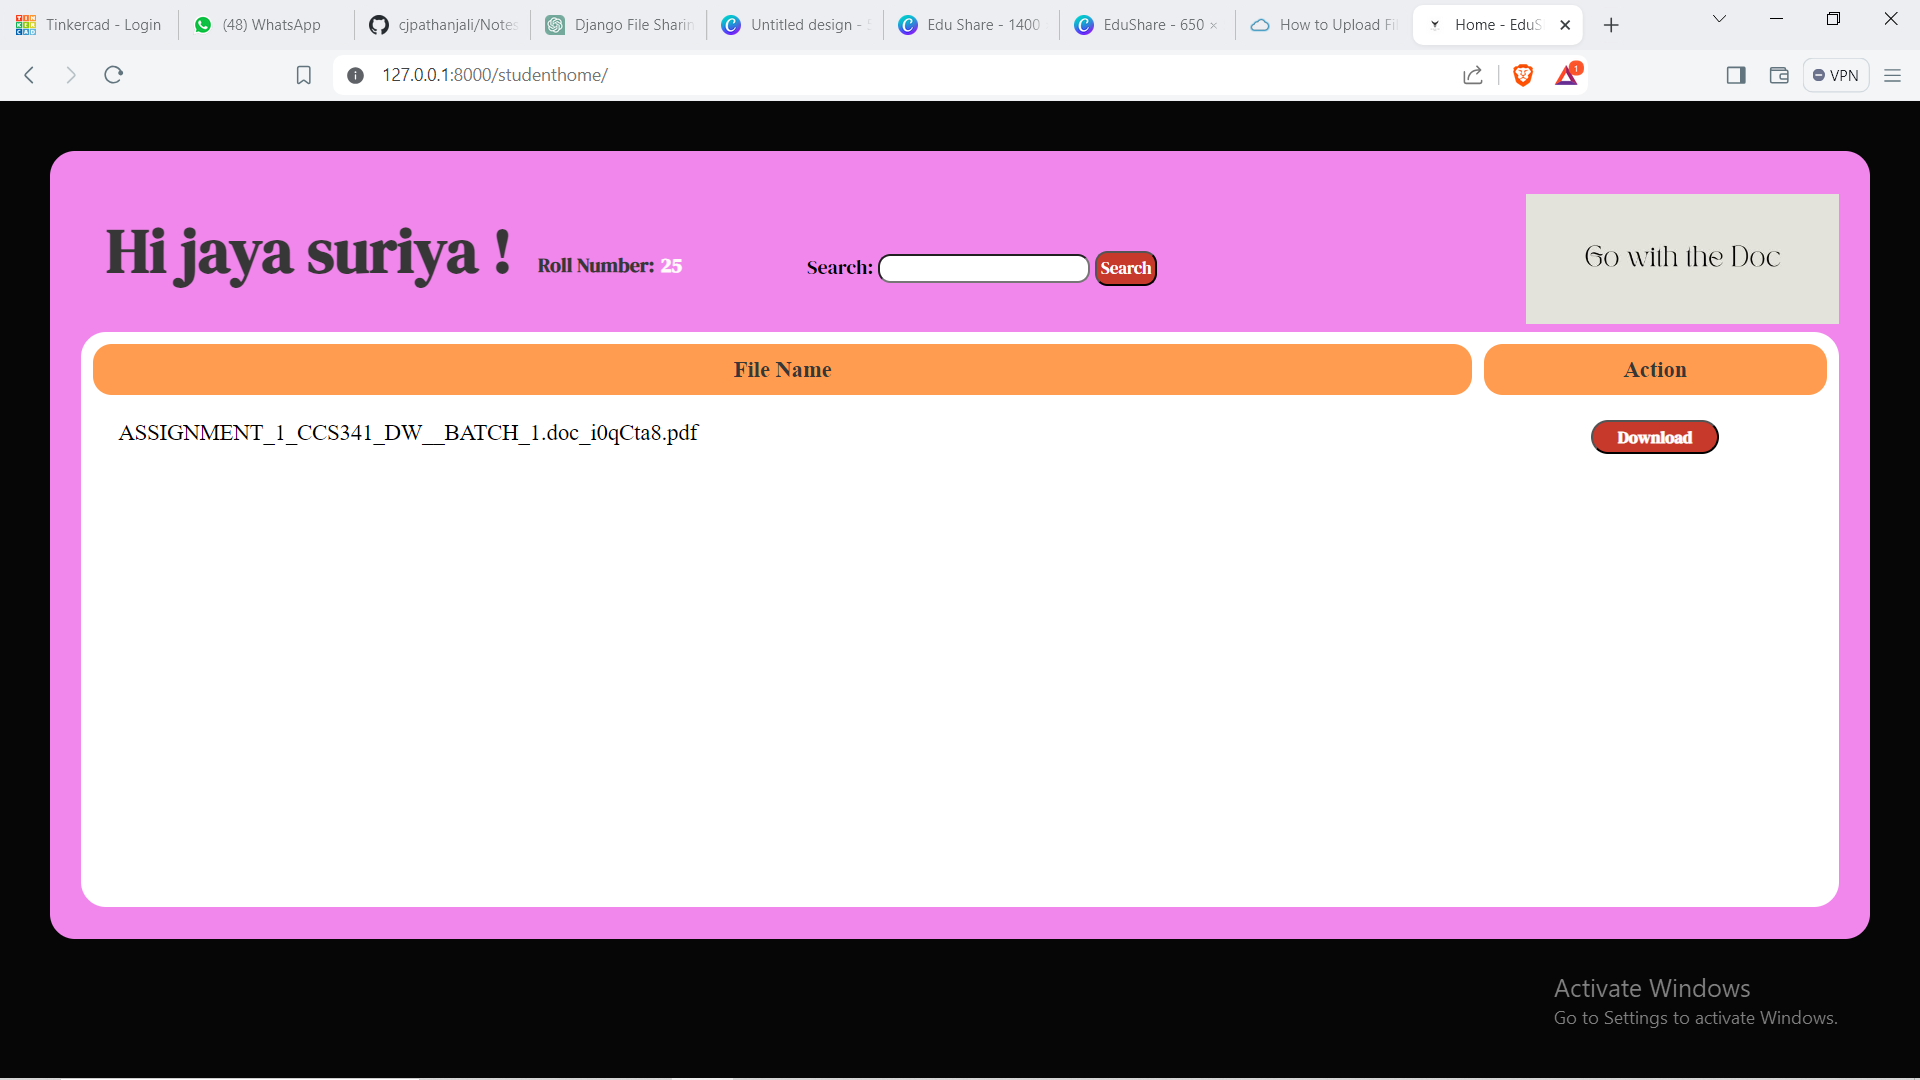 Tinkercad - Login
(48) WhatsApp
cjpathanjali/Notes
Django File Sharin
Untitled design -
Edu Share - 1400
EduShare - 650
How to Upload Fi
Home - EduS
127.0.0.1:8000/studenthome/
1
VPN
Hi jaya suriya !
Roll Number: 25
Search:
Search
Go with the Doc
File Name
Action
ASSIGNMENT_1_CCS341_DW__BATCH_1.doc_i0qCta8.pdf
Download
Activate Windows
Go to Settings to activate Windows.